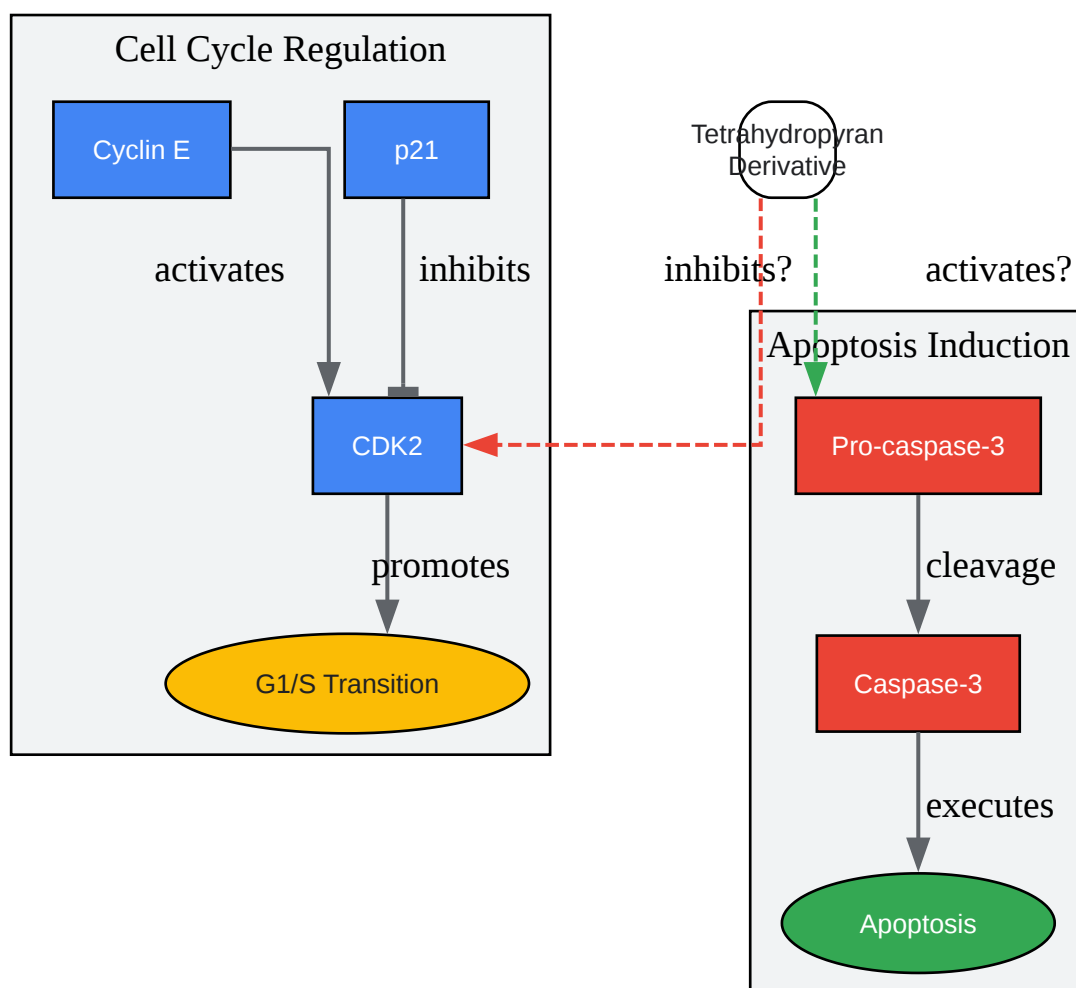 Cell Cycle Regulation
Cyclin E
p21
Tetrahydropyran
Derivative
activates
inhibits
inhibits?
activates?
Apoptosis Induction
CDK2
Pro-caspase-3
promotes
cleavage
G1/S Transition
Caspase-3
executes
Apoptosis